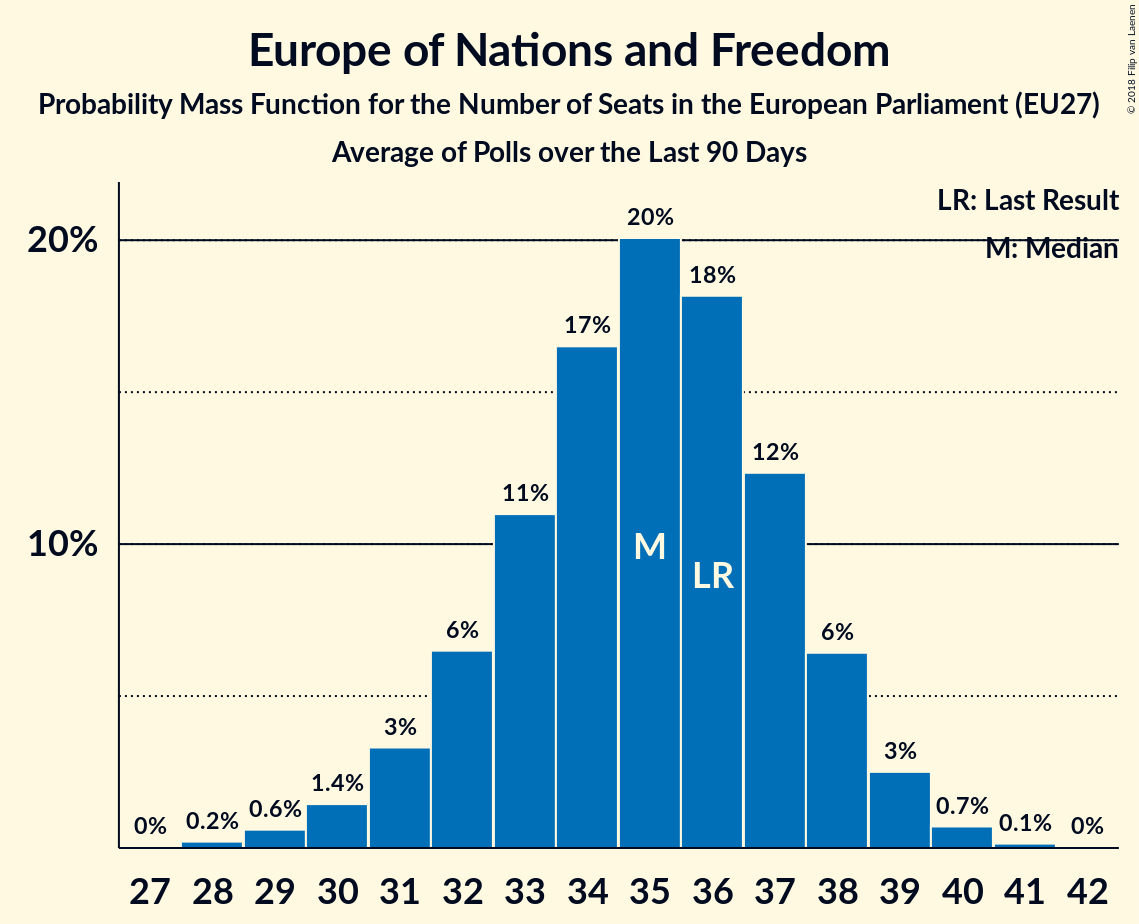 Europe of Nations and Freedom
Probability Mass Function for the Number of Seats in the European Parliament (EU27)
Average of Polls over the Last 90 Days
© 2018 Filip van Laenen
LR: Last Result
M: Median
20%
10%
0%
0.2%
0.6%
1.4%
3%
6%
11%
17%
20%
18%
12%
6%
3%
0.7%
0.1%
0%
M
LR
27 28 29 30 31 32 33 34 35 36 37 38 39 40 41 42